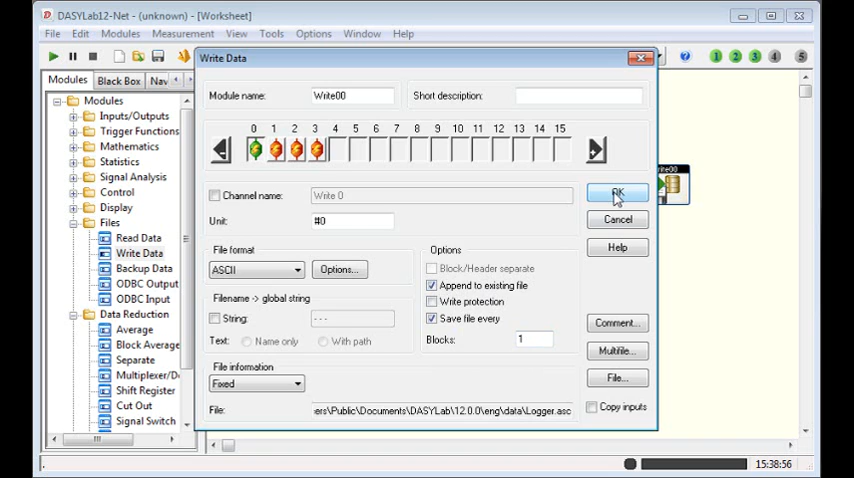 DASYLab12-Net - (unknown) - [Worksheet]
File Edit Modules Measurement View Tools Options Window Help
Modules Black Box Nav
1 2 3 4 5
Modules
Inputs/Outputs
Trigger Functions
Mathematics
Statistics
Signal Analysis
Control
Display
Files
Read Data
Write Data
Backup Data
ODBC Output
ODBC Input
Data Reduction
Average
Block Average
Separate
Multiplexer/De
Shift Register
Cut Out
Signal Switch
Write Data
Module name: Write00 Short description:
0 1 2 3 4 5 6 7 8 9 10 11 12 13 14 15
Channel name: Write 0
Unit: #0
File format
ASCII Options...
Filename -> global string
String: - - -
Text: Name only With path
File information
Fixed
File: ers\Public\Documents\DASYLab\12.0.0\eng\data\Logger.asc
Options
Block/Header separate
Append to existing file
Write protection
Save file every
Blocks: 1
OK
Cancel
Help
Comment...
Multifile...
File...
Copy inputs
rite00
15:38:56